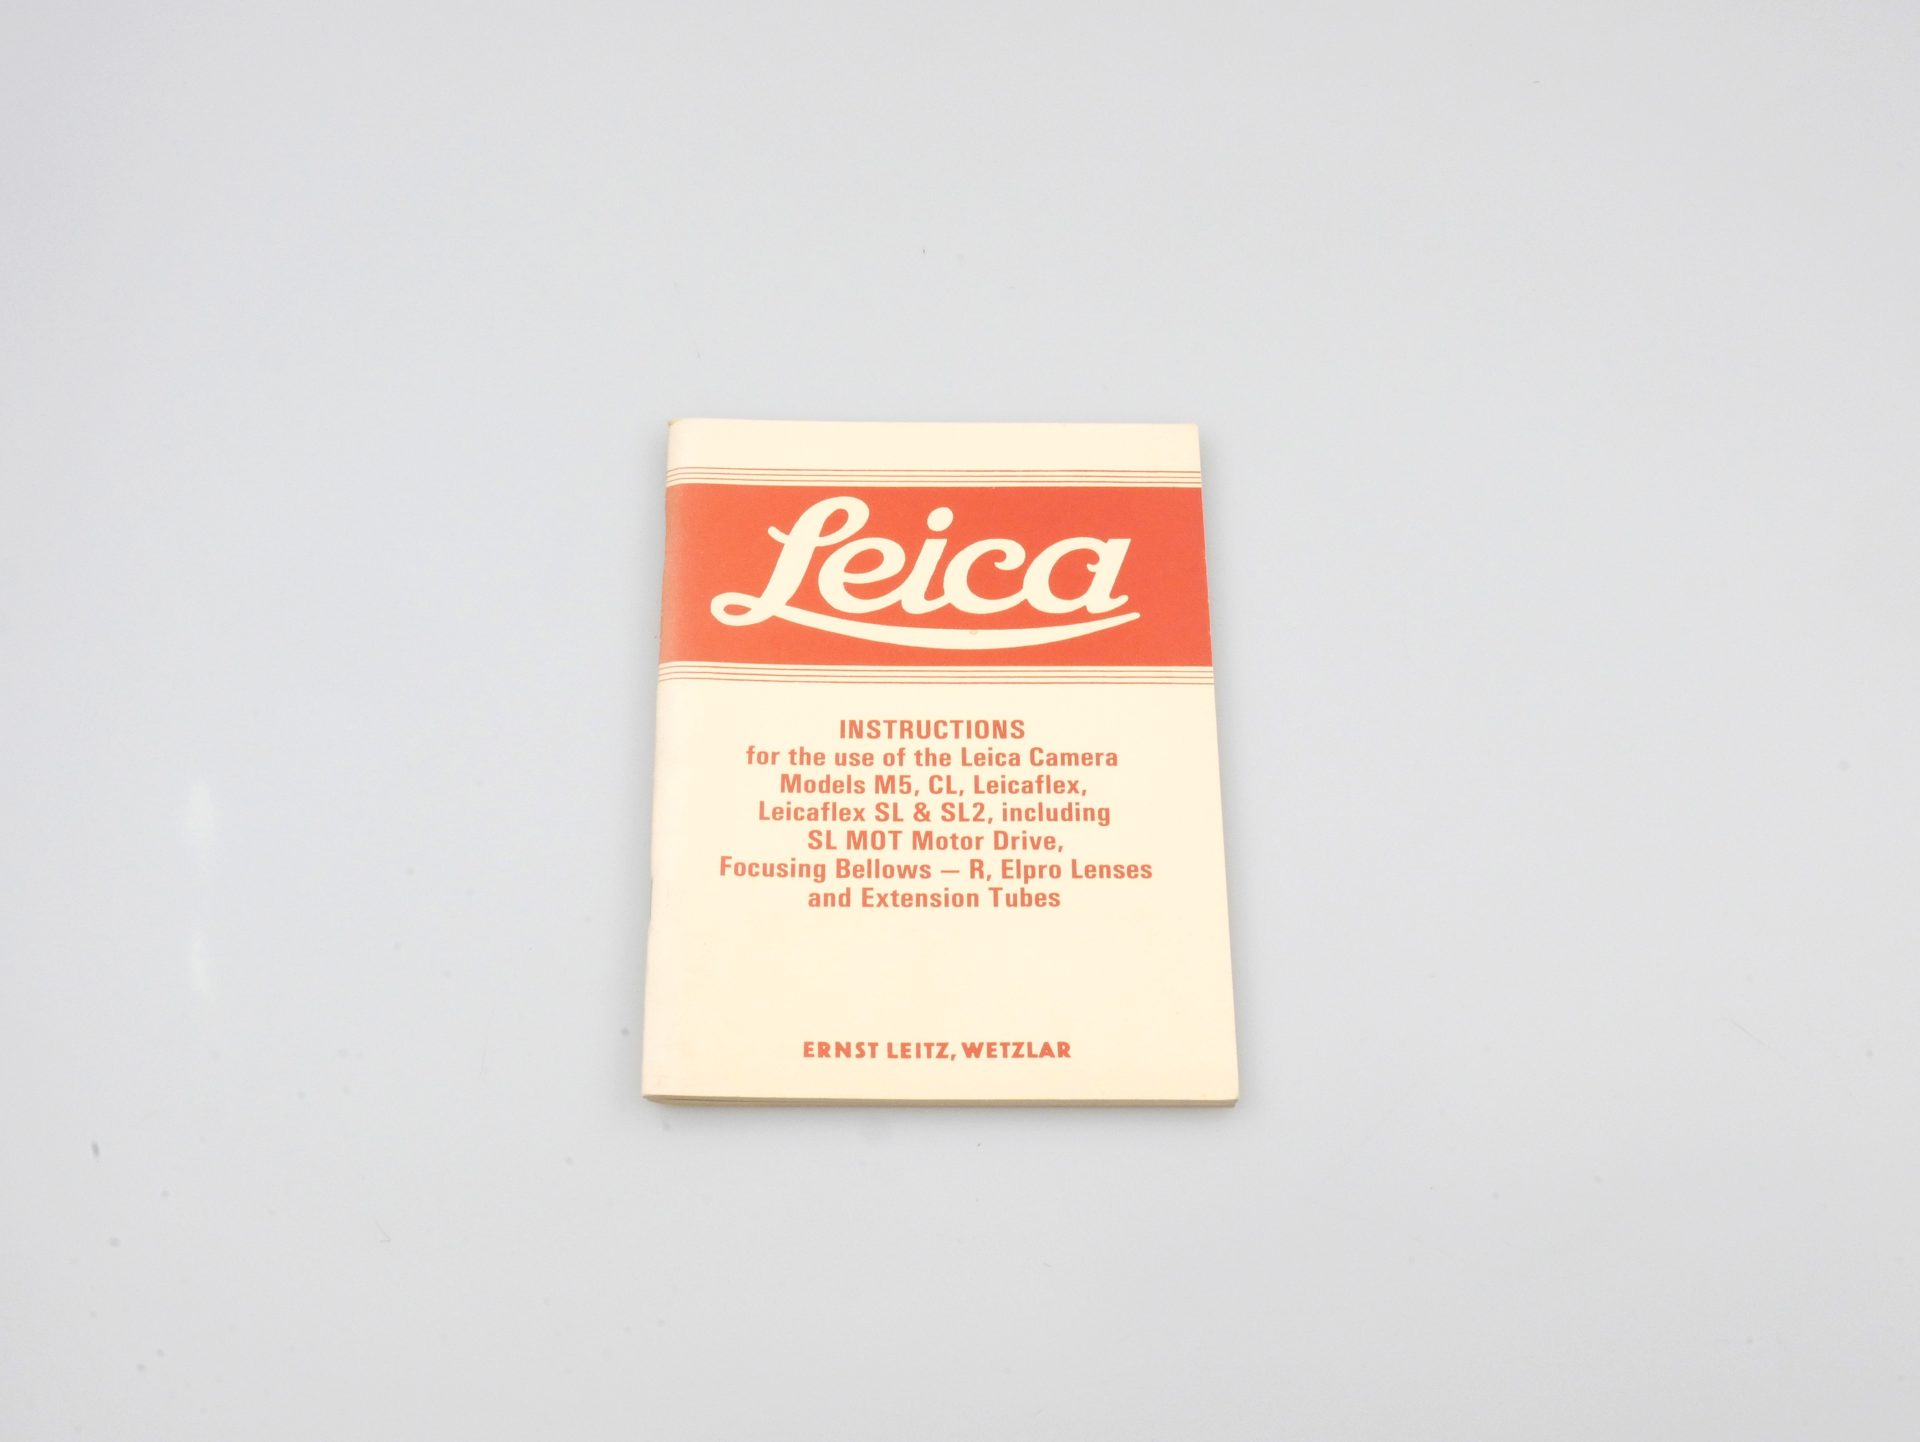 Leica
INSTRUCTIONS
for the use of the Leica Camera
Models M5, CL, Leicaflex,
Leicaflex SL & SL2, including
SL MOT Motor Drive,
Focusing Bellows — R, Elpro Lenses
and Extension Tubes
ERNST LEITZ, WETZLAR